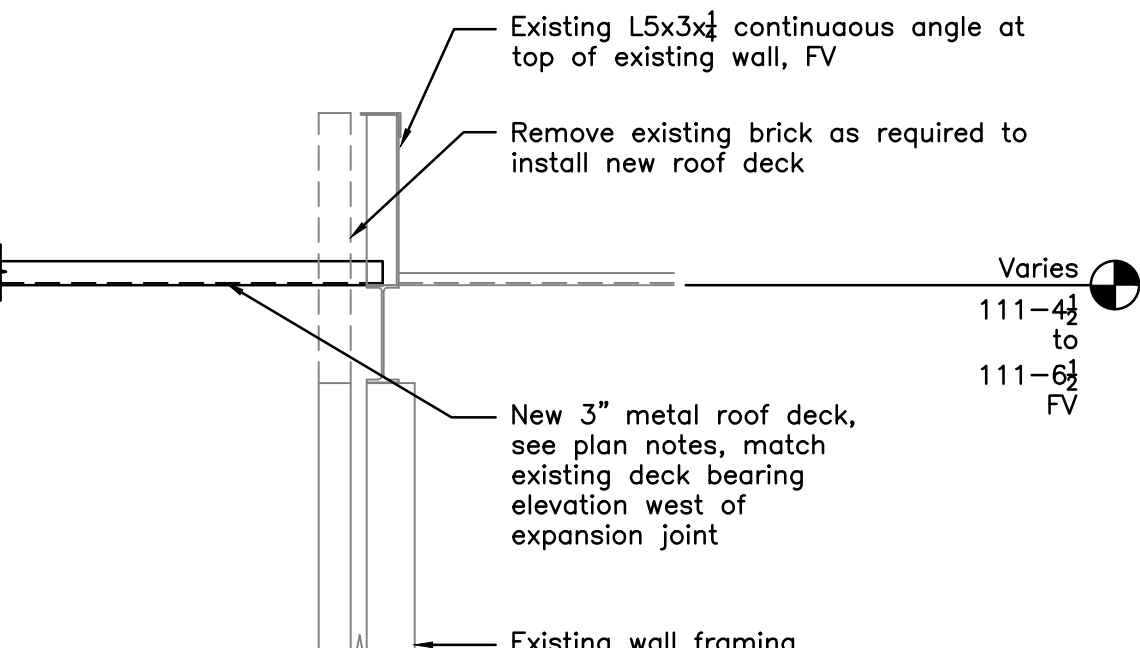 Existing L5x3x¼ continuaous angle at
top of existing wall, FV
Remove existing brick as required to
install new roof deck
Varies
111-4½
to
111-6½
FV
New 3" metal roof deck,
see plan notes, match
existing deck bearing
elevation west of
expansion joint
Existing wall framing